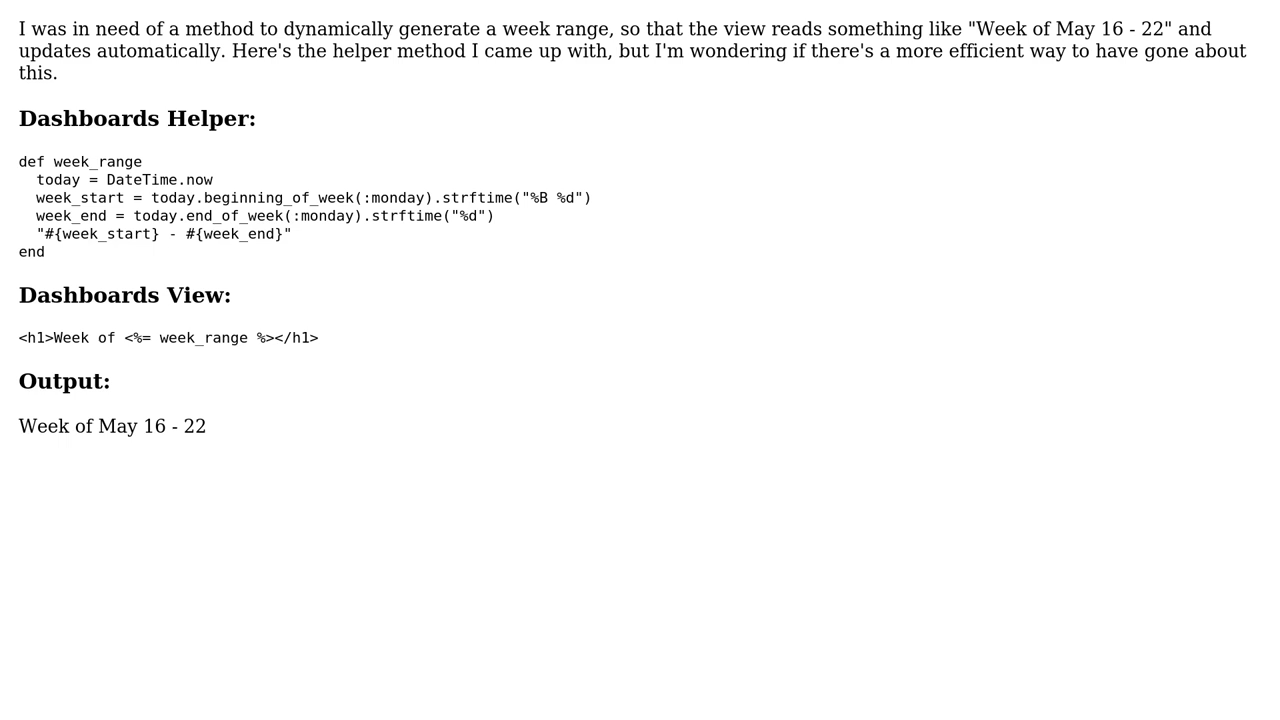 I was in need of a method to dynamically generate a week range, so that the view reads something like "Week of May 16 - 22" and
updates automatically. Here's the helper method I came up with, but I'm wondering if there's a more efficient way to have gone about
this.
Dashboards Helper:
def week_range
  today = DateTime.now
  week_start = today.beginning_of_week(:monday).strftime("%B %d")
  week_end = today.end_of_week(:monday).strftime("%d")
  "#{week_start} - #{week_end}"
end
Dashboards View:
<h1>Week of <%= week_range %></h1>
Output:
Week of May 16 - 22